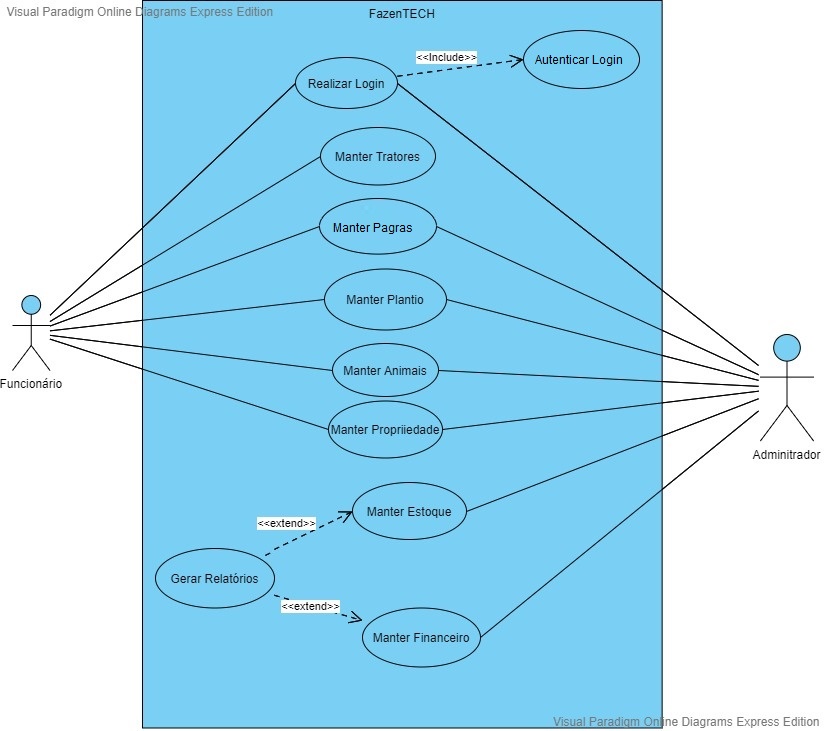 Visual Paradigm Online Diagrams Express Edition
FazenTECH
<<Include>>
Realizar Login
Autenticar Login
Manter Tratores
Manter Pagras
Manter Plantio
Manter Animais
Manter Propriiedade
Funcionário
Adminitrador
Manter Estoque
<<extend>>
Gerar Relatórios
<<extend>>
Manter Financeiro
Visual Paradigm Online Diagrams Express Edition